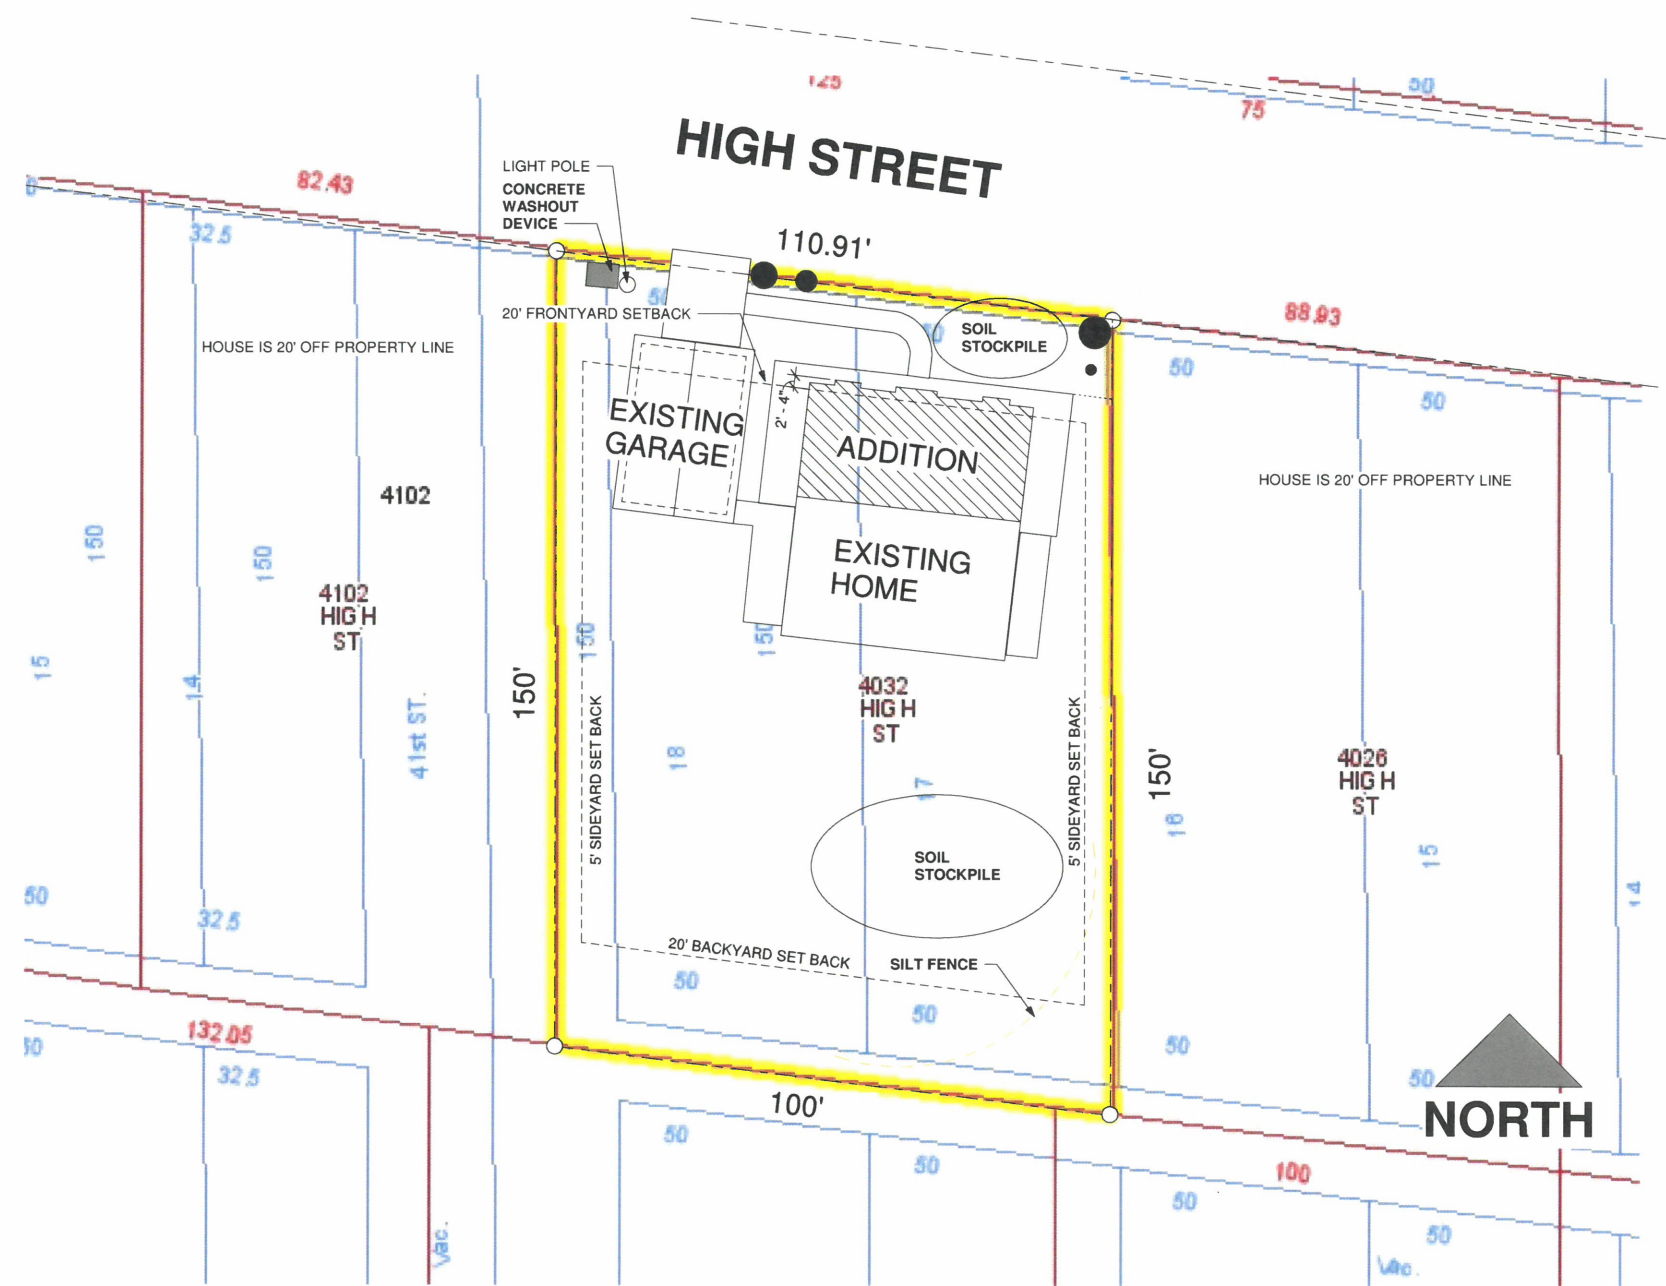 125
50
75
HIGH STREET
LIGHT POLE
CONCRETE
WASHOUT
DEVICE
82.43
32.5
110.91'
50
20' FRONTYARD SETBACK
50
SOIL
STOCKPILE
88.93
50
50
HOUSE IS 20' OFF PROPERTY LINE
2' - 4"
EXISTING
GARAGE
ADDITION
HOUSE IS 20' OFF PROPERTY LINE
4102
150
150
EXISTING
HOME
4102
HIGH
ST
150
150
15
14
41st ST.
150'
4032
HIGH
ST
5' SIDEYARD SET BACK
5' SIDEYARD SET BACK
18
17
150'
4026
HIGH
ST
16
15
14
SOIL
STOCKPILE
50
32.5
20' BACKYARD SET BACK
SILT FENCE
50
50
50
50
132.05
50
32.5
100'
NORTH
50
50
100
50
50
Vac.
Vac.